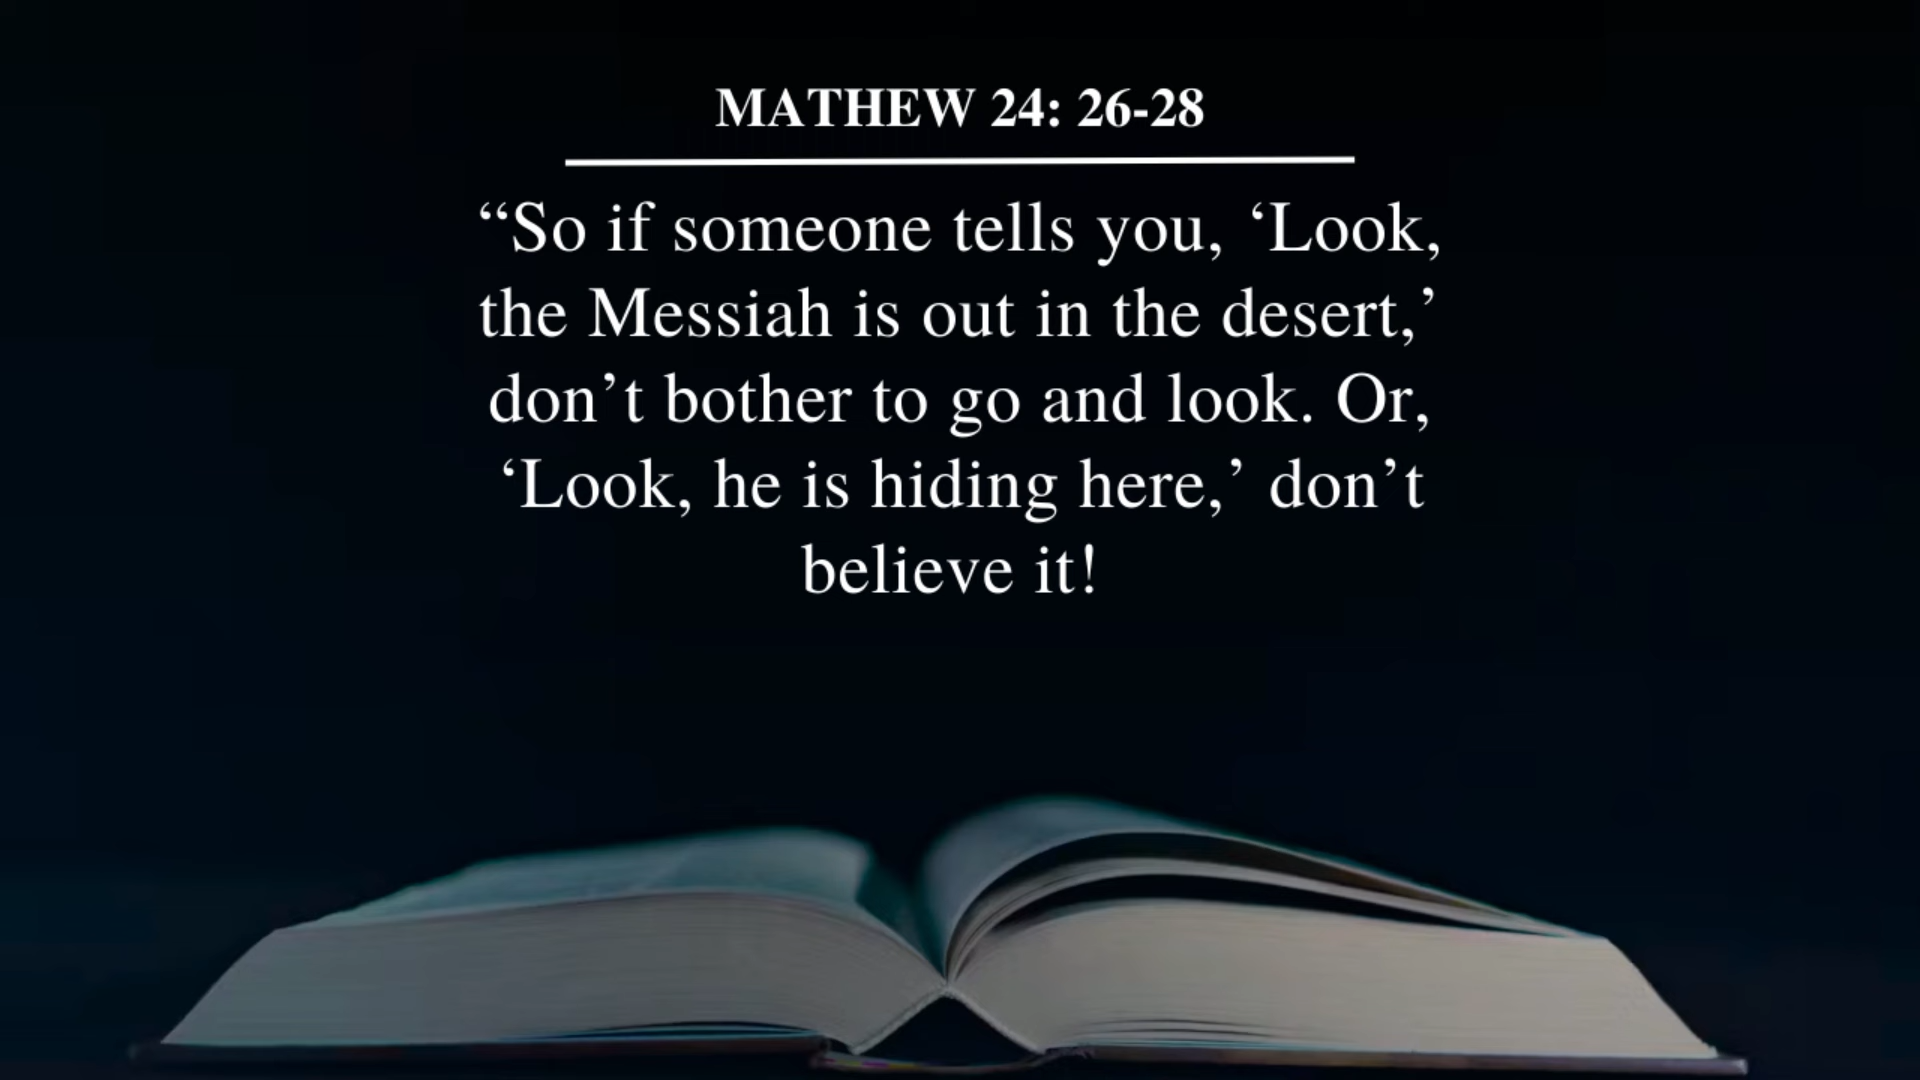 MATHEW 24: 26-28
“So if someone tells you, ‘Look,
the Messiah is out in the desert,’
don’t bother to go and look. Or,
‘Look, he is hiding here,’ don’t
believe it!